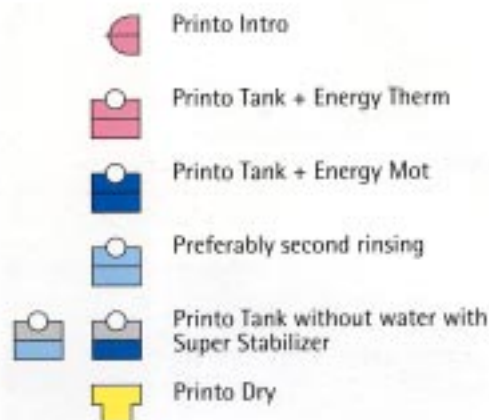 Printo Intro
Printo Tank + Energy Therm
Printo Tank + Energy Mot
Preferably second rinsing
Printo Tank without water with
Super Stabilizer
Printo Dry